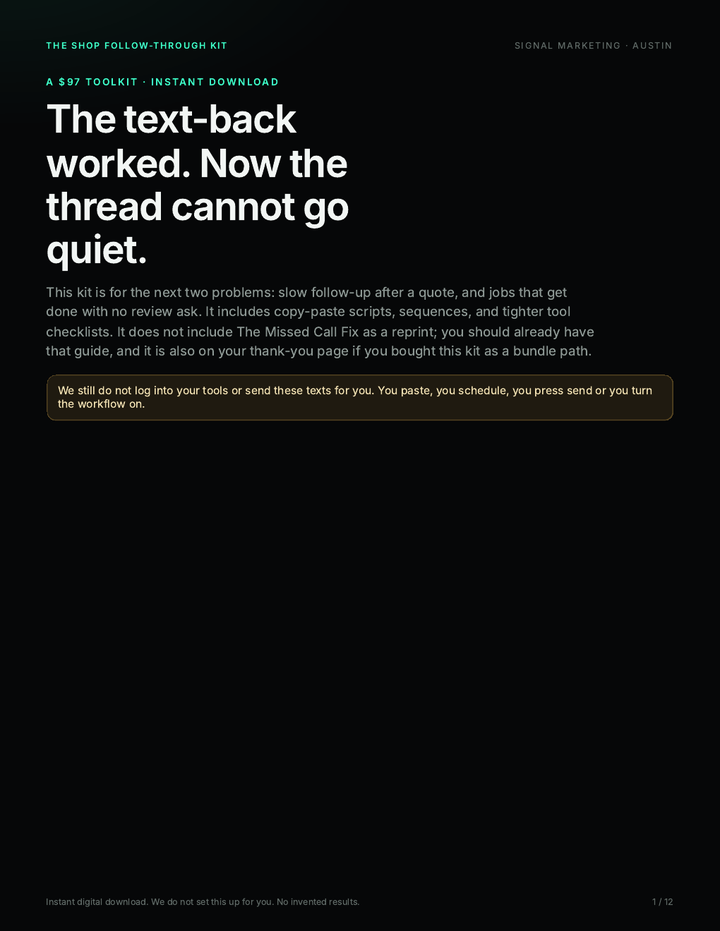 THE SHOP FOLLOW-THROUGH KIT
SIGNAL MARKETING · AUSTIN
A $97 TOOLKIT · INSTANT DOWNLOAD
The text-back
worked. Now the
thread cannot go
quiet.
This kit is for the next two problems: slow follow-up after a quote, and jobs that get
done with no review ask. It includes copy-paste scripts, sequences, and tighter tool
checklists. It does not include The Missed Call Fix as a reprint; you should already have
that guide, and it is also on your thank-you page if you bought this kit as a bundle path.
We still do not log into your tools or send these texts for you. You paste, you schedule, you press send or you turn
the workflow on.
Instant digital download. We do not set this up for you. No invented results.
1 / 12